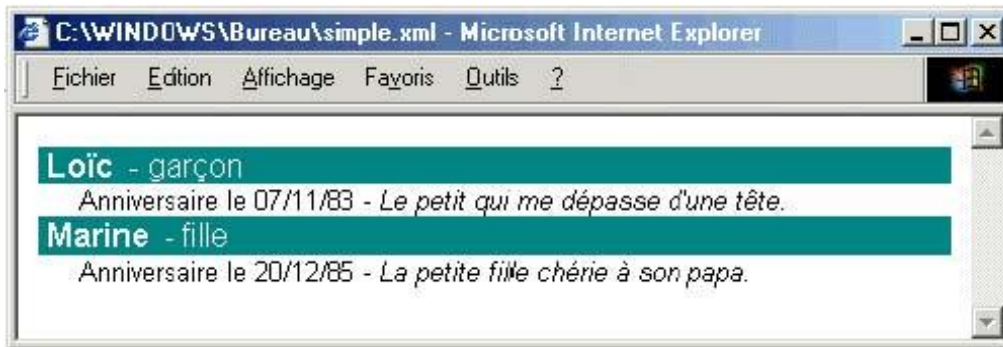 C:\WINDOWS\Bureau\simple.xml - Microsoft Internet Explorer
Fichier Edition Affichage Favoris Outils ?
Loïc - garçon
Anniversaire le 07/11/83 - Le petit qui me dépasse d'une tête.
Marine - fille
Anniversaire le 20/12/85 - La petite fille chérie à son papa.